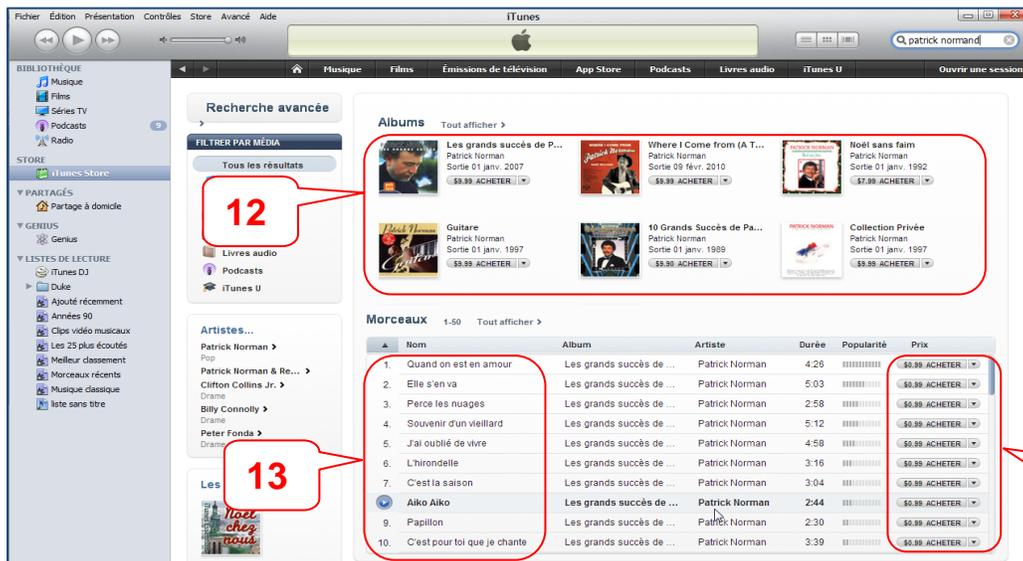 Fichier Édition Présentation Contrôles Store Avancé Aide
iTunes
patrick normand
BIBLIOTHÈQUE
Musique
Films
Séries TV
Podcasts 9
Radio
STORE
iTunes Store
PARTAGÉS
Partage à domicile
GENIUS
Genius
LISTES DE LECTURE
iTunes DJ
Duke
Ajouté récemment
Années 90
Clips vidéo musicaux
Les 25 plus écoutés
Meilleur classement
Morceaux récents
Musique classique
liste sans titre
Musique Films Émissions de télévision App Store Podcasts Livres audio iTunes U Ouvrir une session
Recherche avancée
>
FILTRER PAR MÉDIA
Tous les résultats
12
Livres audio
Podcasts
iTunes U
Artistes...
Patrick Norman >
Pop
Patrick Norman & Re... >
Clifton Collins Jr. >
Drame
Billy Connolly >
Drame
Peter Fonda >
Drame
13
Les
Noël
chez
nous
Albums Tout afficher >
Les grands succès de P...
Patrick Norman
Sortie 01 janv. 2007
$9.99 ACHETER
Where I Come from (A T...
Patrick Norman
Sortie 09 févr. 2010
$9.99 ACHETER
Noël sans faim
Patrick Norman
Sortie 01 janv. 1992
$7.99 ACHETER
Guitare
Patrick Norman
Sortie 01 janv. 1997
$9.99 ACHETER
10 Grands Succès de Pa...
Patrick Norman
Sortie 01 janv. 1989
$9.90 ACHETER
Collection Privée
Patrick Norman
Sortie 01 janv. 1997
$9.99 ACHETER
Morceaux 1-50 Tout afficher >
Nom Album Artiste Durée Popularité Prix
1. Quand on est en amour Les grands succès de ... Patrick Norman 4:26 $0.99 ACHETER
2. Elle s'en va Les grands succès de ... Patrick Norman 5:03 $0.99 ACHETER
3. Perce les nuages Les grands succès de ... Patrick Norman 2:58 $0.99 ACHETER
4. Souvenir d'un vieillard Les grands succès de ... Patrick Norman 5:12 $0.99 ACHETER
5. J'ai oublié de vivre Les grands succès de ... Patrick Norman 4:58 $0.99 ACHETER
6. L'hirondelle Les grands succès de ... Patrick Norman 3:16 $0.99 ACHETER
7. C'est la saison Les grands succès de ... Patrick Norman 3:04 $0.99 ACHETER
Aiko Aiko Les grands succès de ... Patrick Norman 2:44 $0.99 ACHETER
9. Papillon Les grands succès de ... Patrick Norman 2:30 $0.99 ACHETER
10. C'est pour toi que je chante Les grands succès de ... Patrick Norman 3:39 $0.99 ACHETER